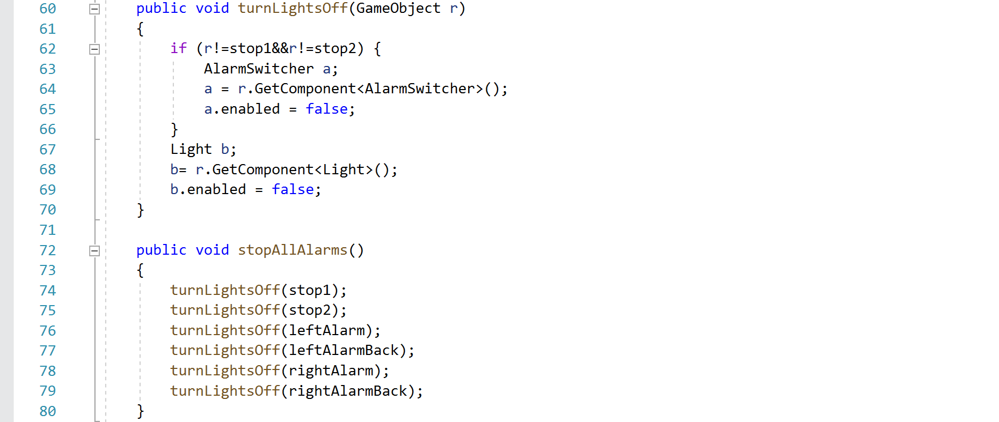 60 public void turnLightsOff(GameObject r)
61 {
62 if (r!=stop1&&r!=stop2) {
63 AlarmSwitcher a;
64 a = r.GetComponent<AlarmSwitcher>();
65 a.enabled = false;
66 }
67 Light b;
68 b= r.GetComponent<Light>();
69 b.enabled = false;
70 }
71
72 public void stopAllAlarms()
73 {
74 turnLightsOff(stop1);
75 turnLightsOff(stop2);
76 turnLightsOff(leftAlarm);
77 turnLightsOff(leftAlarmBack);
78 turnLightsOff(rightAlarm);
79 turnLightsOff(rightAlarmBack);
80 }